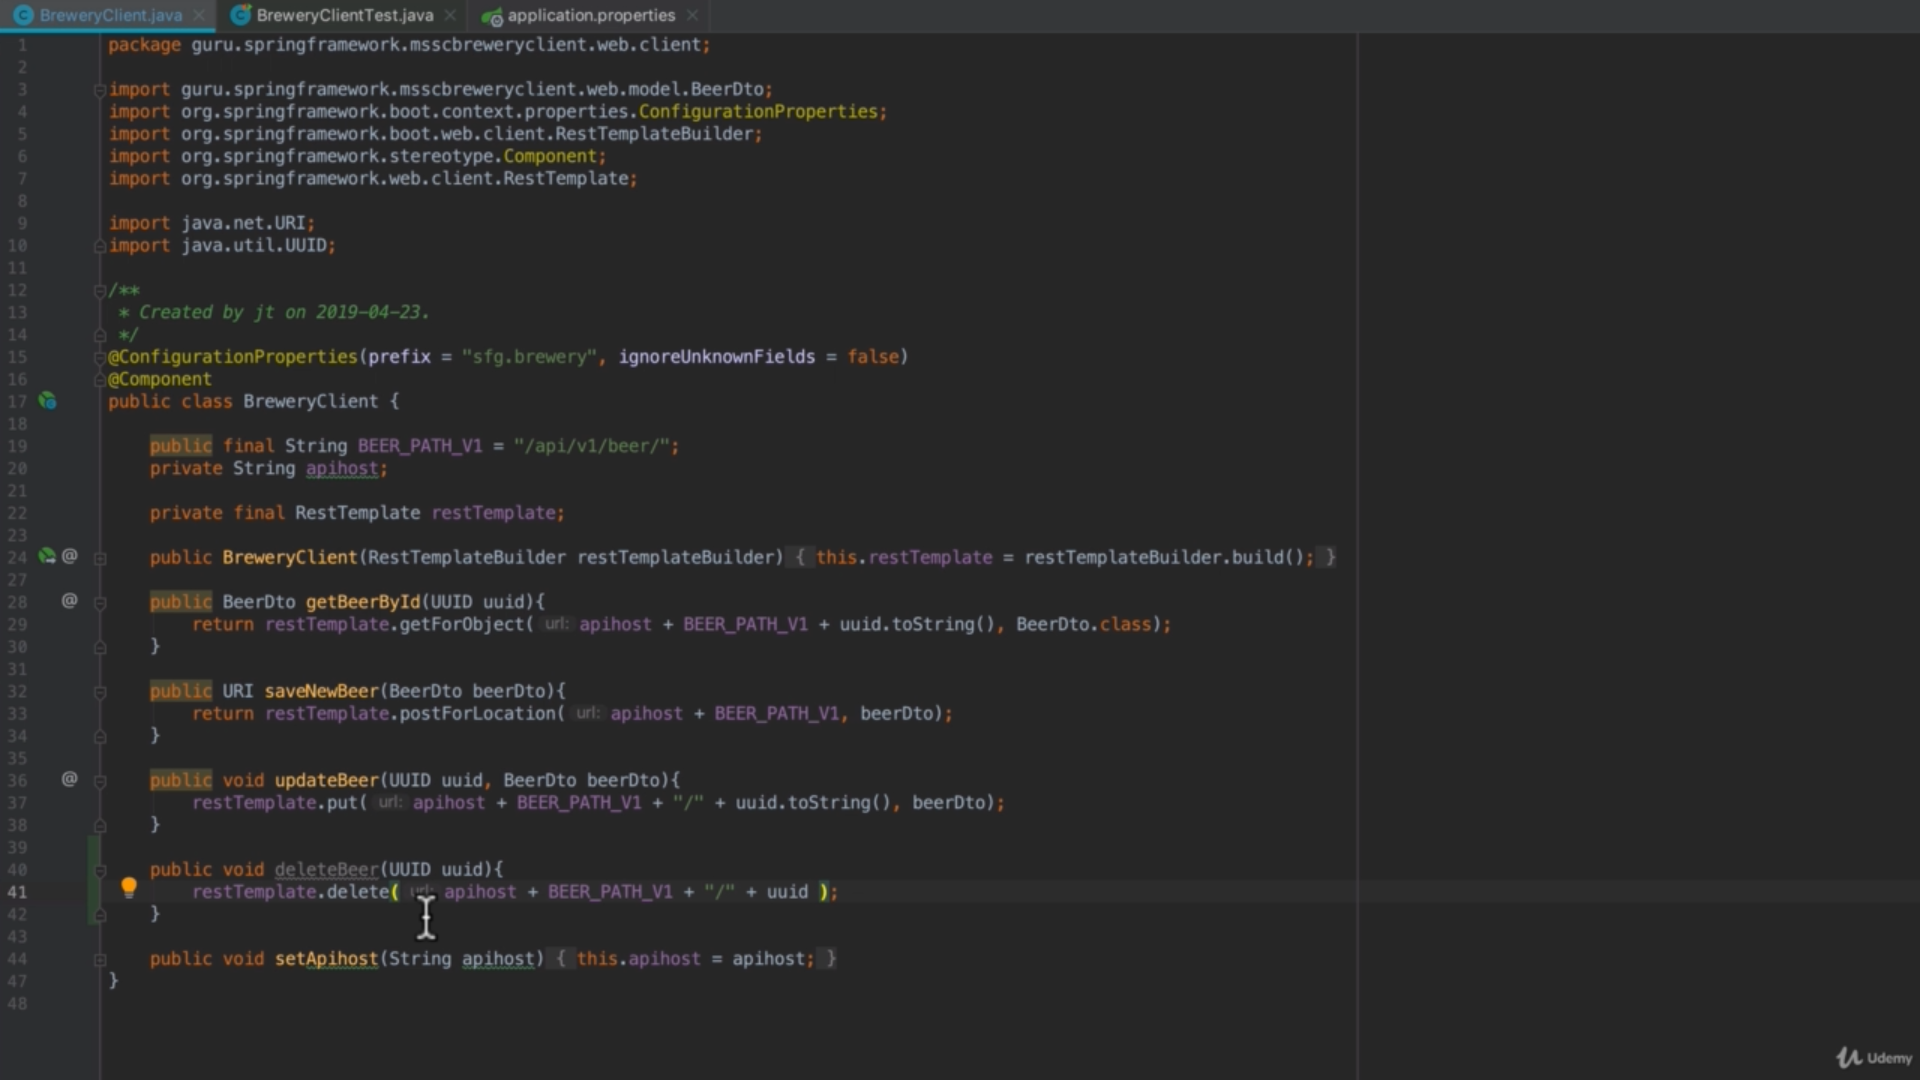 BreweryClient.java BreweryClientTest.java application.properties
1 package guru.springframework.msscbreweryclient.web.client;
2
3 import guru.springframework.msscbreweryclient.web.model.BeerDto;
4 import org.springframework.boot.context.properties.ConfigurationProperties;
5 import org.springframework.boot.web.client.RestTemplateBuilder;
6 import org.springframework.stereotype.Component;
7 import org.springframework.web.client.RestTemplate;
8
9 import java.net.URI;
10 import java.util.UUID;
11
12 /**
13 * Created by jt on 2019-04-23.
14 */
15 @ConfigurationProperties(prefix = "sfg.brewery", ignoreUnknownFields = false)
16 @Component
17 public class BreweryClient {
18
19 public final String BEER_PATH_V1 = "/api/v1/beer/";
20 private String apihost;
21
22 private final RestTemplate restTemplate;
23
24 @ public BreweryClient(RestTemplateBuilder restTemplateBuilder) { this.restTemplate = restTemplateBuilder.build(); }
27
28 @ public BeerDto getBeerById(UUID uuid){
29 return restTemplate.getForObject( url: apihost + BEER_PATH_V1 + uuid.toString(), BeerDto.class);
30 }
31
32 public URI saveNewBeer(BeerDto beerDto){
33 return restTemplate.postForLocation( url: apihost + BEER_PATH_V1, beerDto);
34 }
35
36 @ public void updateBeer(UUID uuid, BeerDto beerDto){
37 restTemplate.put( url: apihost + BEER_PATH_V1 + "/" + uuid.toString(), beerDto);
38 }
39
40 public void deleteBeer(UUID uuid){
41 restTemplate.delete( url: apihost + BEER_PATH_V1 + "/" + uuid );
42 }
43
44 public void setApihost(String apihost) { this.apihost = apihost; }
47 }
48
Udemy